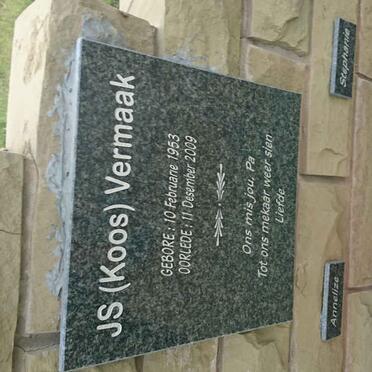 JS (Koos) Vermaak
GEBORE : 10 Februarie 1953
OORLEDE : 11 Desember 2009
Ons mis jou, Pa
Tot ons mekaar weer sien
Liefde
Stephanie
Annelize